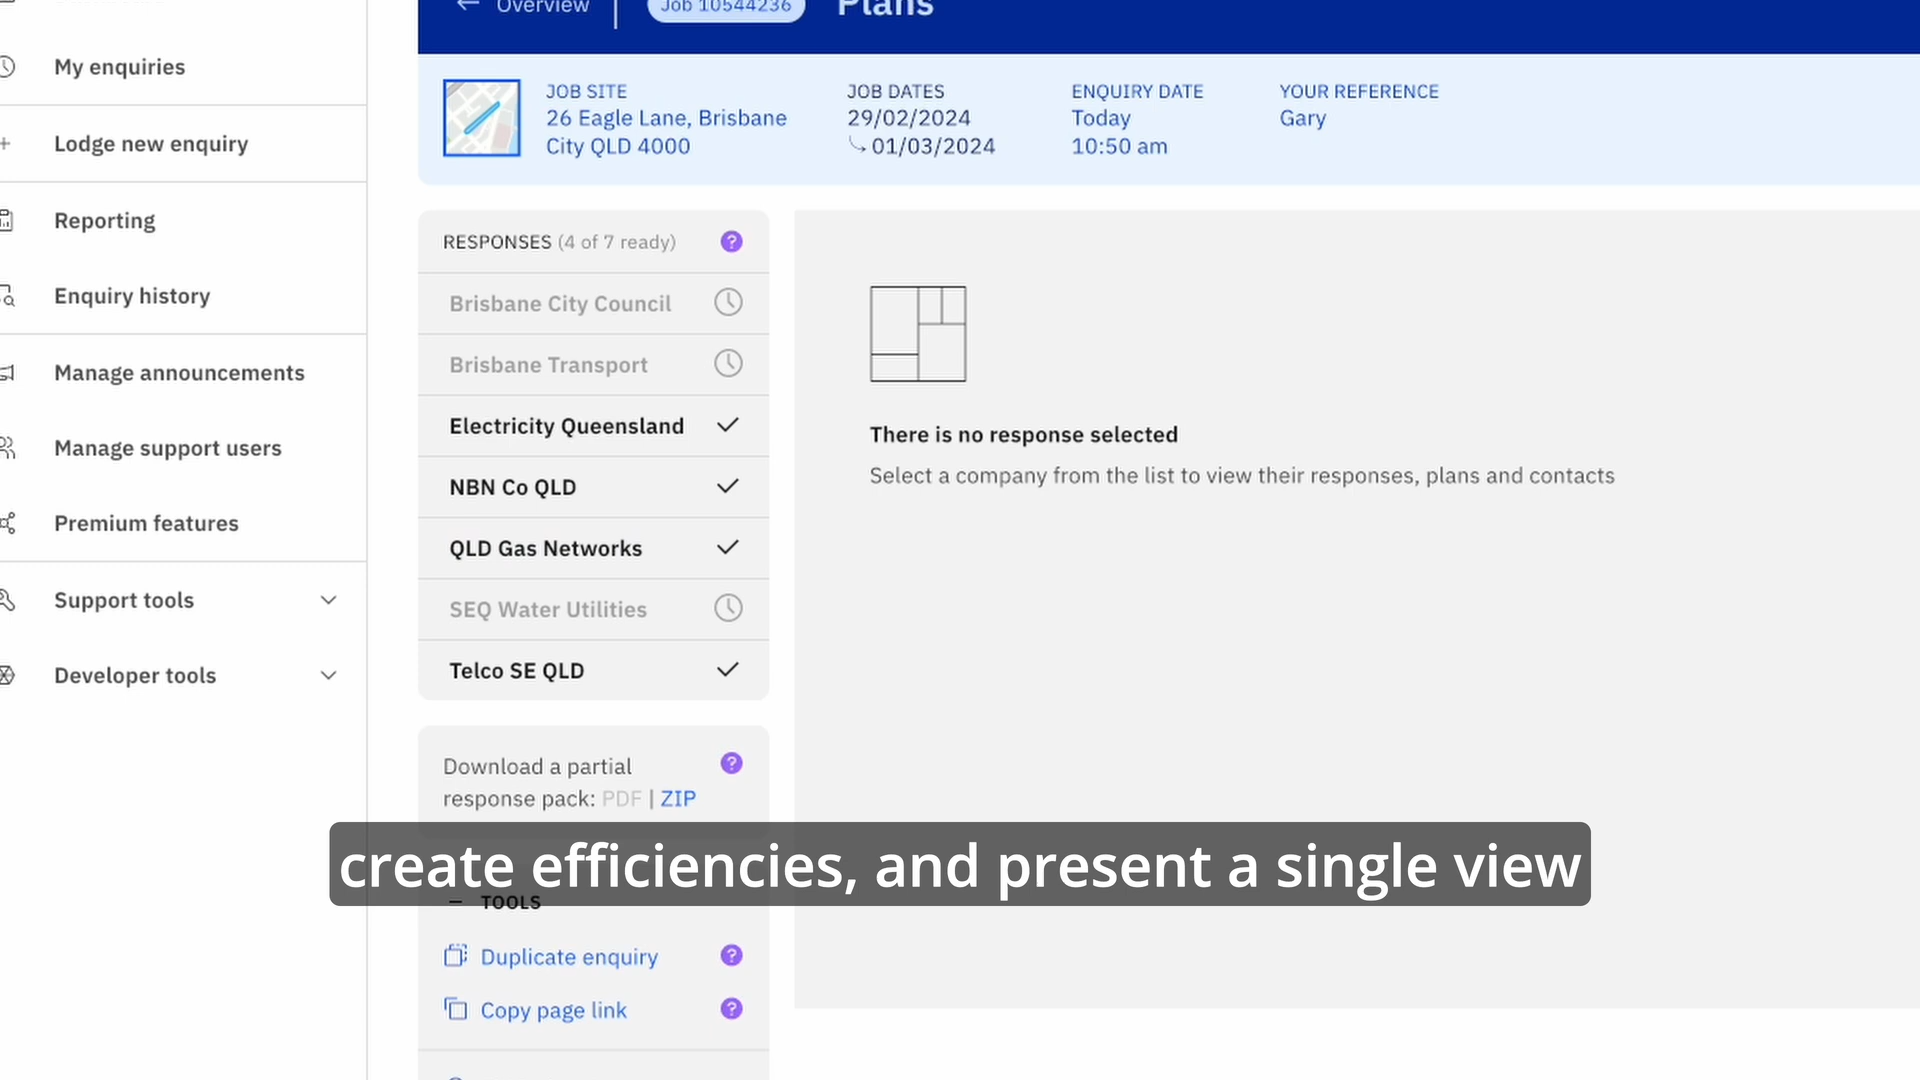 Overview
Job 10544236
Plans
My enquiries
Lodge new enquiry
Reporting
Enquiry history
Manage announcements
Manage support users
Premium features
Support tools
Developer tools
JOB SITE
26 Eagle Lane, Brisbane
City QLD 4000
JOB DATES
29/02/2024
01/03/2024
ENQUIRY DATE
Today
10:50 am
YOUR REFERENCE
Gary
RESPONSES (4 of 7 ready) ?
Brisbane City Council
Brisbane Transport
Electricity Queensland
NBN Co QLD
QLD Gas Networks
SEQ Water Utilities
Telco SE QLD
Download a partial ?
response pack: PDF | ZIP
TOOLS
Duplicate enquiry ?
Copy page link ?
There is no response selected
Select a company from the list to view their responses, plans and contacts
create efficiencies, and present a single view